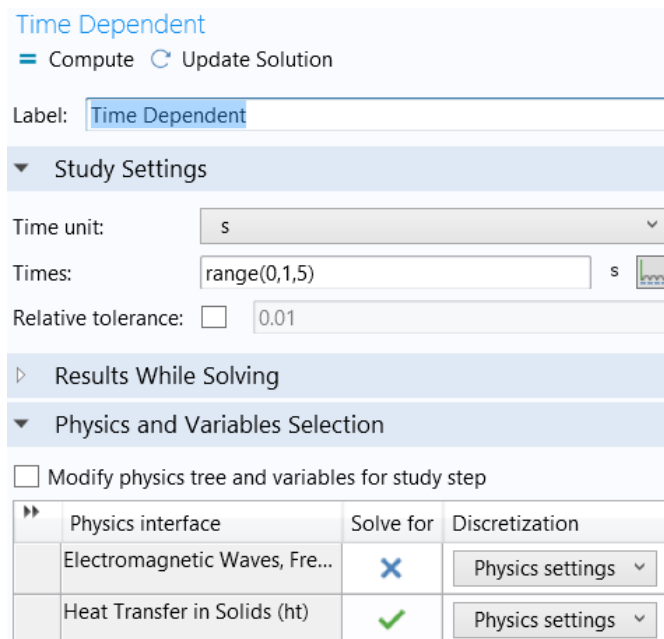 Time Dependent
= Compute Update Solution
Label: Time Dependent
Study Settings
Time unit: s
Times: range(0,1,5) s
Relative tolerance: 0.01
Results While Solving
Physics and Variables Selection
Modify physics tree and variables for study step
Physics interface Solve for Discretization
Electromagnetic Waves, Fre... Physics settings
Heat Transfer in Solids (ht) Physics settings